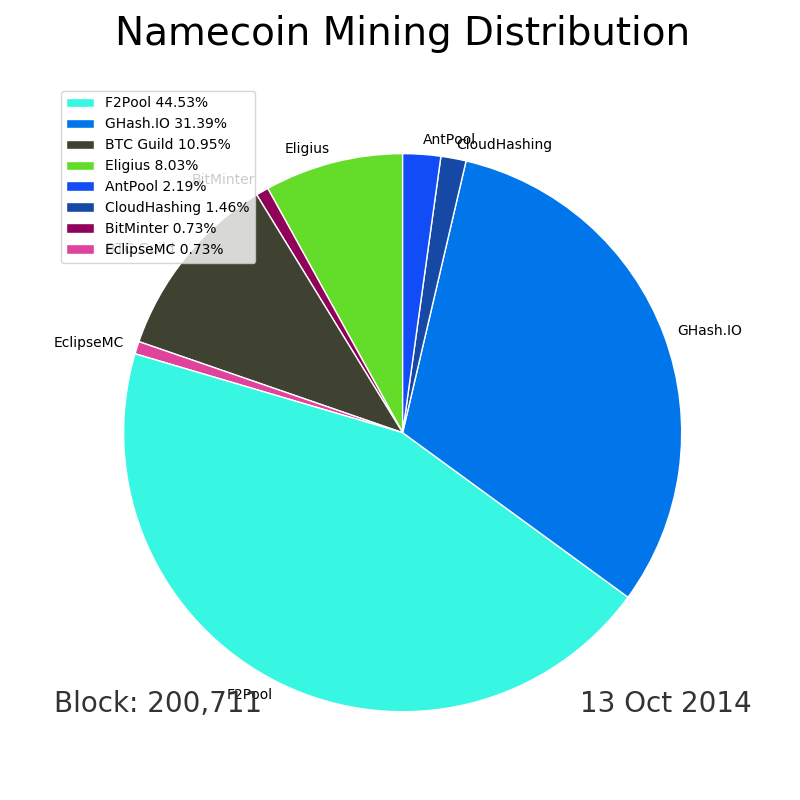 Namecoin Mining Distribution
F2Pool 44.53%
GHash.IO 31.39%
BTC Guild 10.95%
Eligius 8.03%
AntPool 2.19%
CloudHashing 1.46%
BitMinter 0.73%
EclipseMC 0.73%
AntPool
CloudHashing
Eligius
BitMinter
GHash.IO
EclipseMC
F2Pool
Block: 200,711
13 Oct 2014